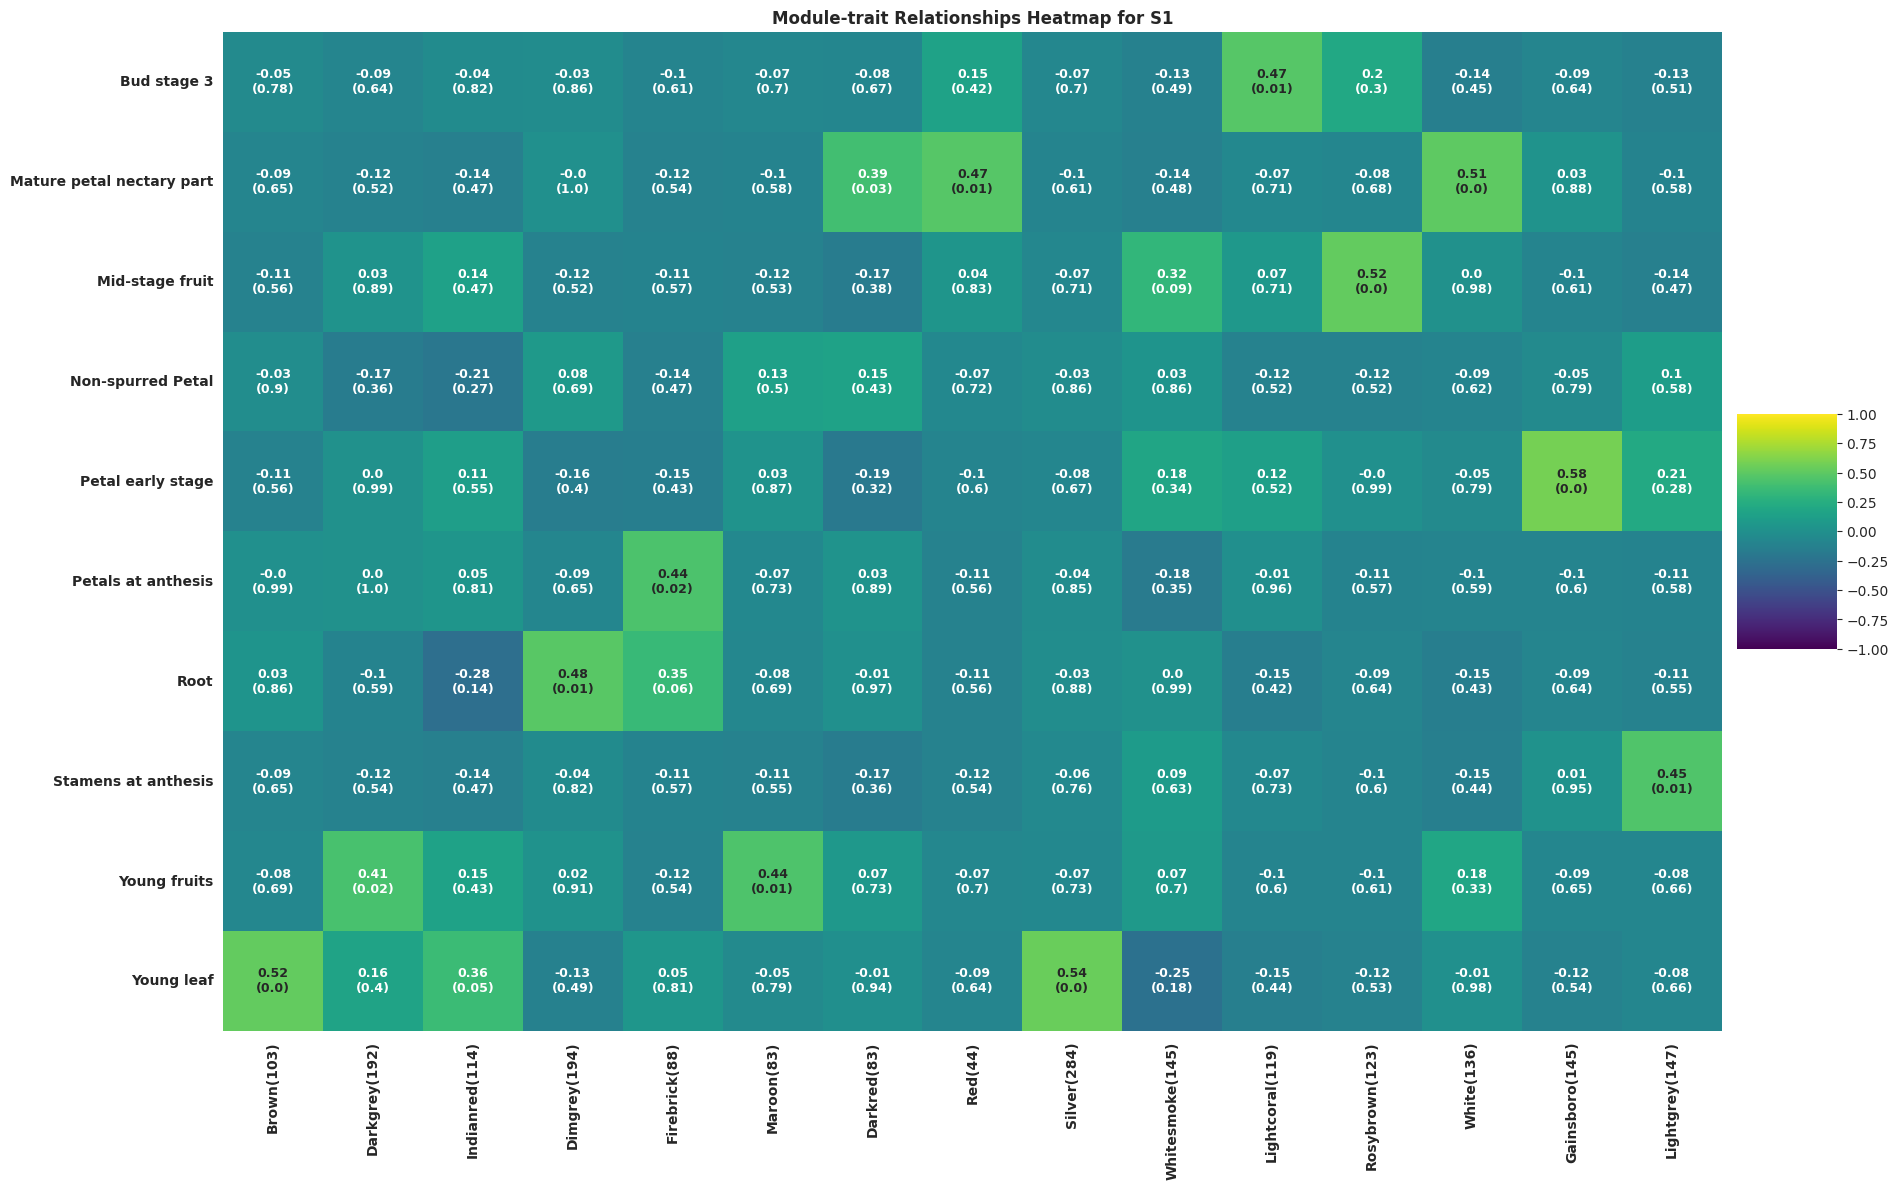 Module-trait Relationships Heatmap for S1
Bud stage 3
-0.05 -0.09 -0.04 -0.03 -0.1 -0.07 -0.08 0.15 -0.07 -0.13 0.47 0.2 -0.14 -0.09 -0.13
(0.78) (0.64) (0.82) (0.86) (0.61) (0.7) (0.67) (0.42) (0.7) (0.49) (0.01) (0.3) (0.45) (0.64) (0.51)
Mature petal nectary part
-0.09 -0.12 -0.14 -0.0 -0.12 -0.1 0.39 0.47 -0.1 -0.14 -0.07 -0.08 0.51 0.03 -0.1
(0.65) (0.52) (0.47) (1.0) (0.54) (0.58) (0.03) (0.01) (0.61) (0.48) (0.71) (0.68) (0.0) (0.88) (0.58)
Mid-stage fruit
-0.11 0.03 0.14 -0.12 -0.11 -0.12 -0.17 0.04 -0.07 0.32 0.07 0.52 0.0 -0.1 -0.14
(0.56) (0.89) (0.47) (0.52) (0.57) (0.53) (0.38) (0.83) (0.71) (0.09) (0.71) (0.0) (0.98) (0.61) (0.47)
Non-spurred Petal
-0.03 -0.17 -0.21 0.08 -0.14 0.13 0.15 -0.07 -0.03 0.03 -0.12 -0.12 -0.09 -0.05 0.1
(0.9) (0.36) (0.27) (0.69) (0.47) (0.5) (0.43) (0.72) (0.86) (0.86) (0.52) (0.52) (0.62) (0.79) (0.58)
Petal early stage
-0.11 0.0 0.11 -0.16 -0.15 0.03 -0.19 -0.1 -0.08 0.18 0.12 -0.0 -0.05 0.58 0.21
(0.56) (0.99) (0.55) (0.4) (0.43) (0.87) (0.32) (0.6) (0.67) (0.34) (0.52) (0.99) (0.79) (0.0) (0.28)
Petals at anthesis
-0.0 0.0 0.05 -0.09 0.44 -0.07 0.03 -0.11 -0.04 -0.18 -0.01 -0.11 -0.1 -0.1 -0.11
(0.99) (1.0) (0.81) (0.65) (0.02) (0.73) (0.89) (0.56) (0.85) (0.35) (0.96) (0.57) (0.59) (0.6) (0.58)
Root
0.03 -0.1 -0.28 0.48 0.35 -0.08 -0.01 -0.11 -0.03 0.0 -0.15 -0.09 -0.15 -0.09 -0.11
(0.86) (0.59) (0.14) (0.01) (0.06) (0.69) (0.97) (0.56) (0.88) (0.99) (0.42) (0.64) (0.43) (0.64) (0.55)
Stamens at anthesis
-0.09 -0.12 -0.14 -0.04 -0.11 -0.11 -0.17 -0.12 -0.06 0.09 -0.07 -0.1 -0.15 0.01 0.45
(0.65) (0.54) (0.47) (0.82) (0.57) (0.55) (0.36) (0.54) (0.76) (0.63) (0.73) (0.6) (0.44) (0.95) (0.01)
Young fruits
-0.08 0.41 0.15 0.02 -0.12 0.44 0.07 -0.07 -0.07 0.07 -0.1 -0.1 0.18 -0.09 -0.08
(0.69) (0.02) (0.43) (0.91) (0.54) (0.01) (0.73) (0.7) (0.73) (0.7) (0.6) (0.61) (0.33) (0.65) (0.66)
Young leaf
0.52 0.16 0.36 -0.13 0.05 -0.05 -0.01 -0.09 0.54 -0.25 -0.15 -0.12 -0.01 -0.12 -0.08
(0.0) (0.4) (0.05) (0.49) (0.81) (0.79) (0.94) (0.64) (0.0) (0.18) (0.44) (0.53) (0.98) (0.54) (0.66)
Brown(103)
Darkgrey(192)
Indianred(114)
Dimgrey(194)
Firebrick(88)
Maroon(83)
Darkred(83)
Red(44)
Silver(284)
Whitesmoke(145)
Lightcoral(119)
Rosybrown(123)
White(136)
Gainsboro(145)
Lightgrey(147)
1.00
0.75
0.50
0.25
0.00
−0.25
−0.50
−0.75
−1.00